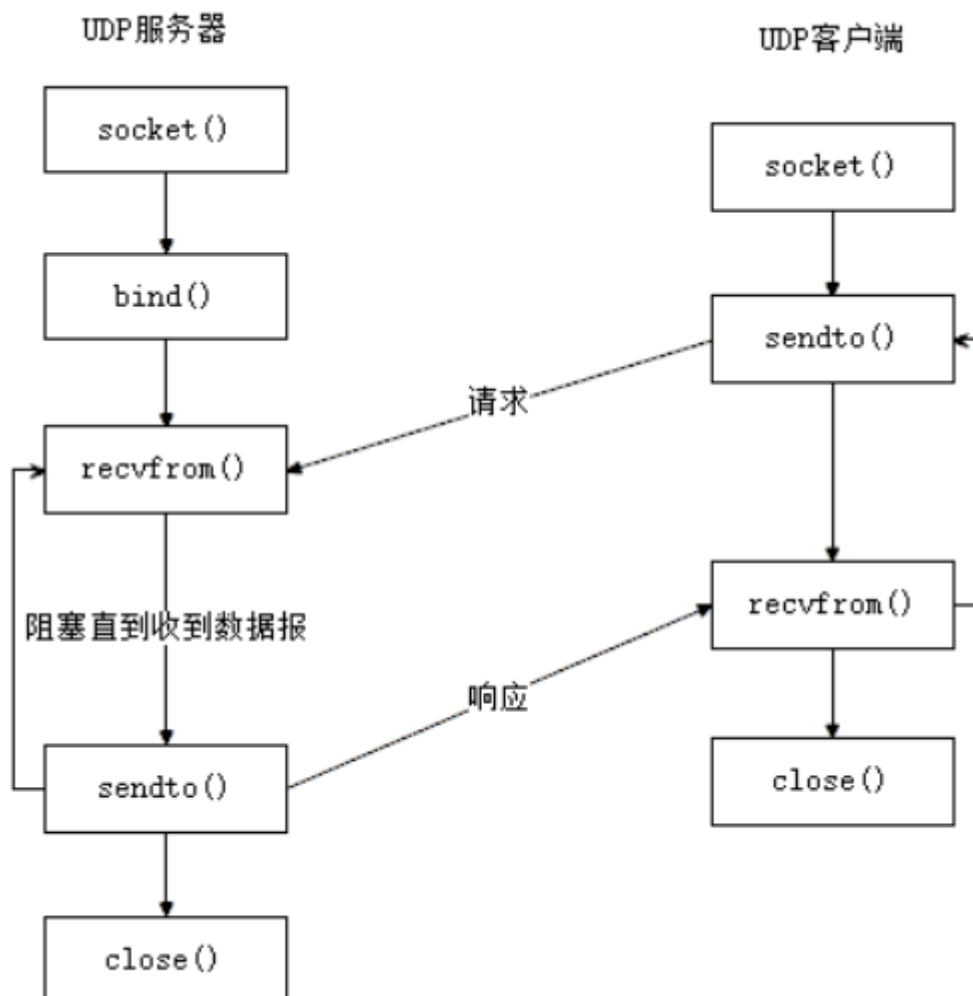 UDP服务器
UDP客户端
socket()
socket()
bind()
sendto()
请求
recvfrom()
recvfrom()
阻塞直到收到数据报
响应
sendto()
close()
close()